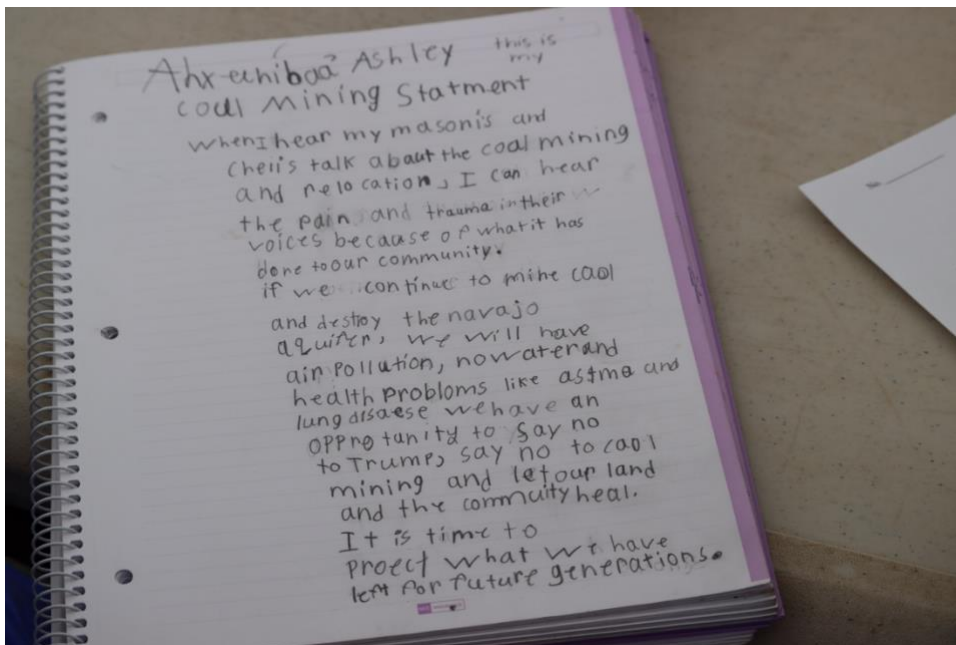 Ashley this is
my
Coal Mining Statment
when I hear my masonis and
cheiis talk about the coal mining
and relocation, I can hear
the pain and trauma in their
voices because of what it has
done to our community.
if we continue to mine caol
and destroy the navajo
aquifer, we will have
air pollution, no water and
health probloms like astma and
lung disaese we have an
oppro tunity to say no
to Trump, say no to caol
mining and let our land
and the commuity heal.
It is time to
proect what we have
left for future generations.